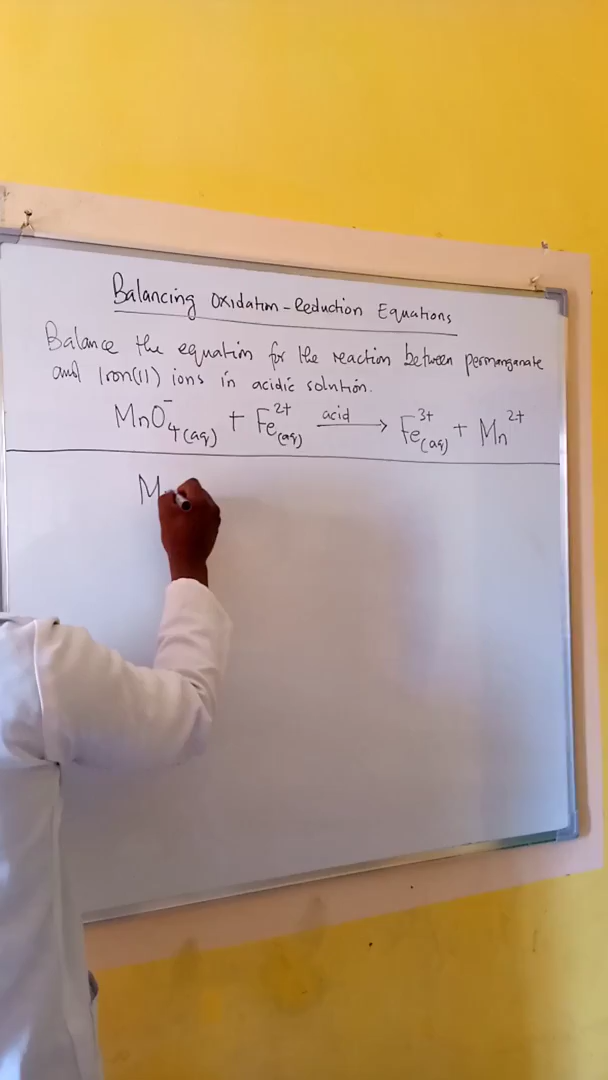 Balancing Oxidation-Reduction Equations
Balance the equation for the reaction between permanganate
and Iron(II) ions in acidic solution.
MnO₄⁻(aq) + Fe²⁺(aq) acid → Fe³⁺(aq) + Mn²⁺
M